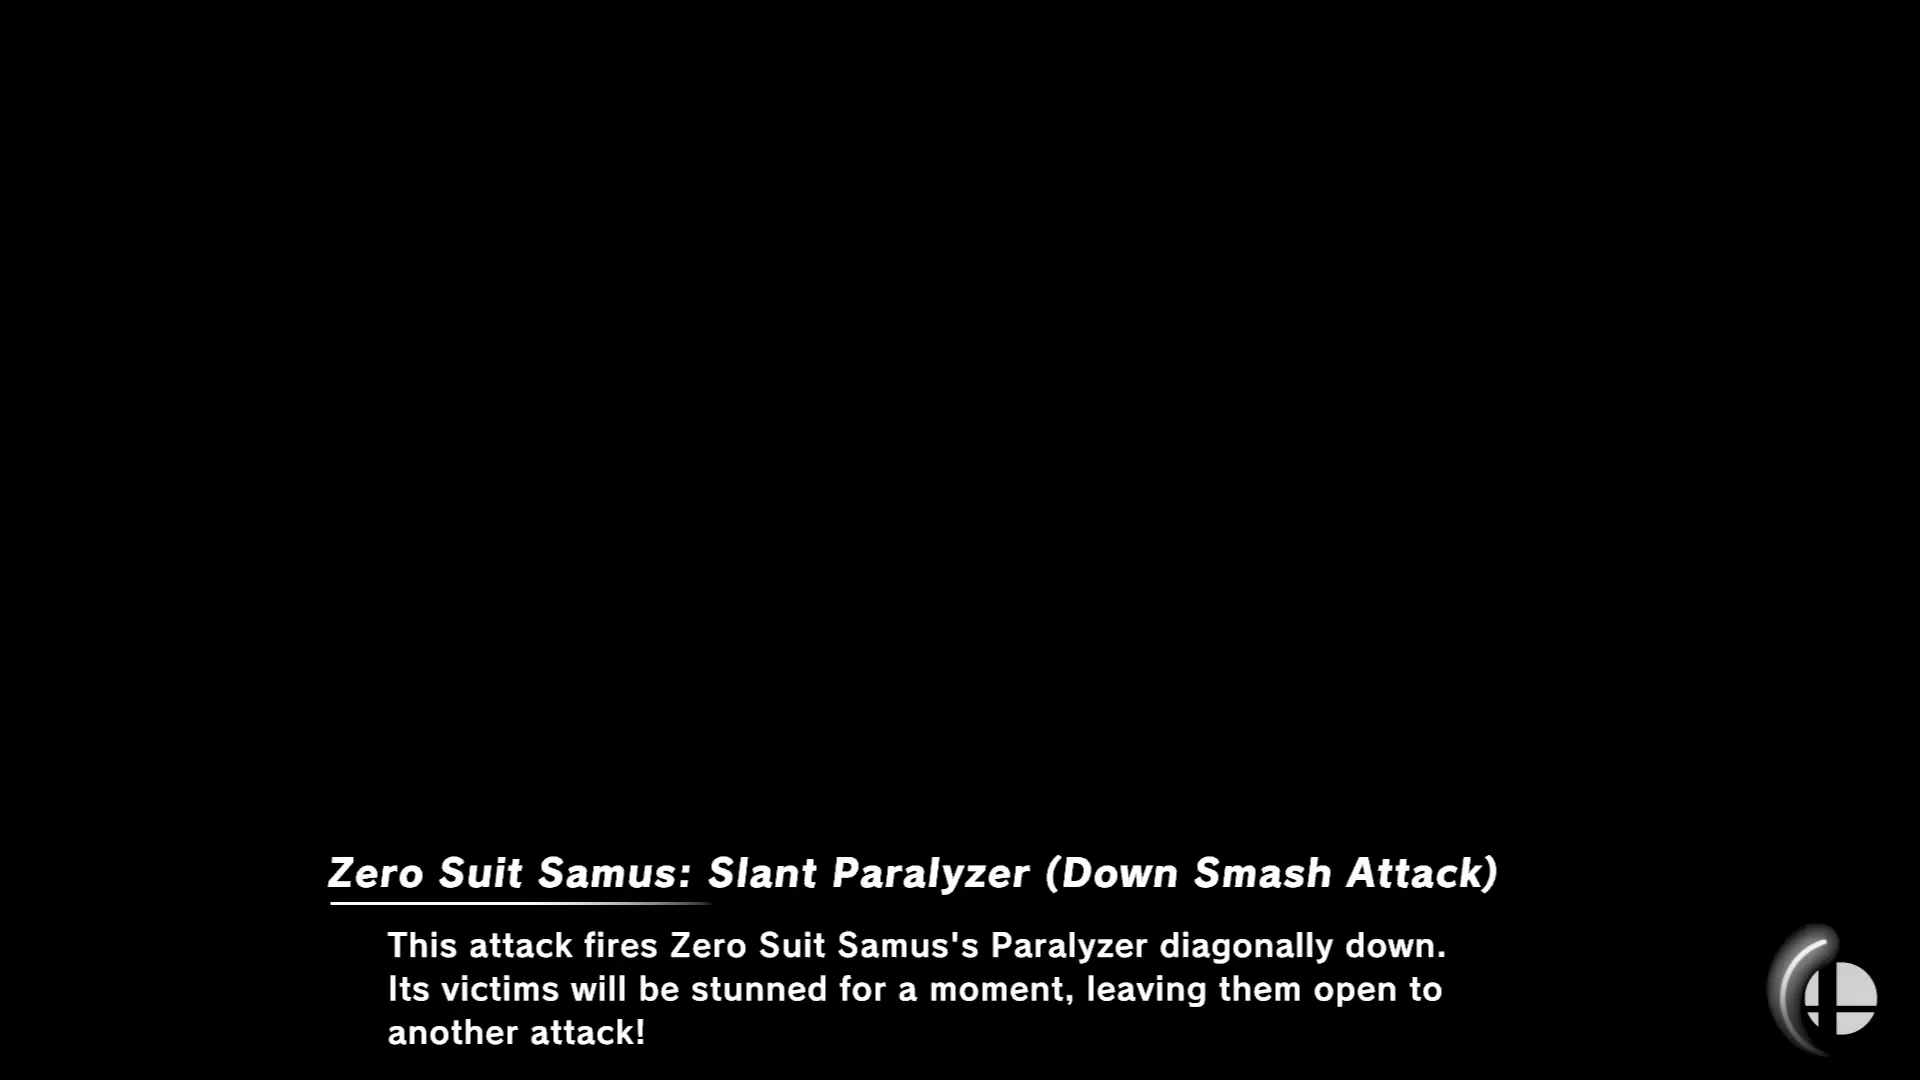 Zero Suit Samus: Slant Paralyzer (Down Smash Attack)
This attack fires Zero Suit Samus's Paralyzer diagonally down.
Its victims will be stunned for a moment, leaving them open to
another attack!